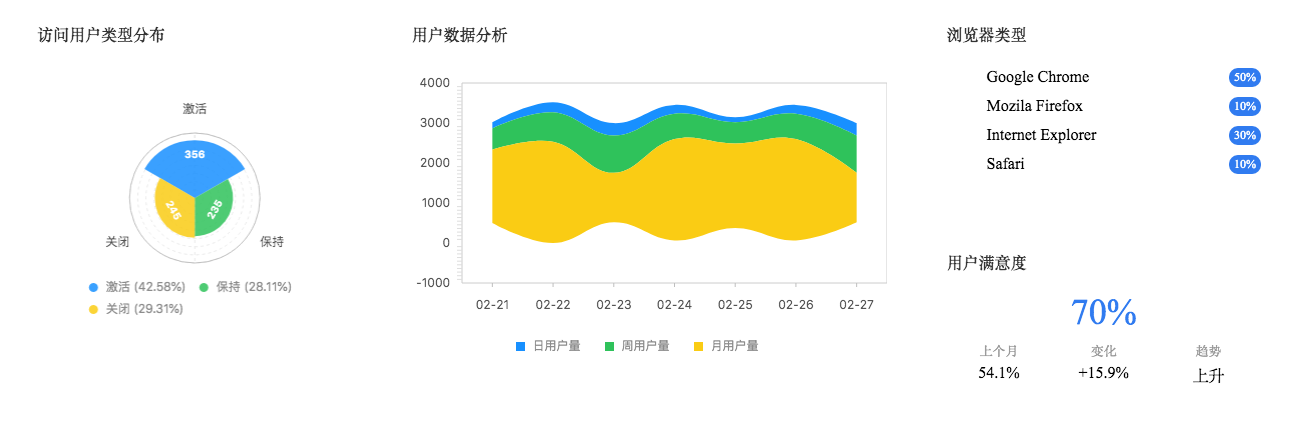 访问用户类型分布
激活
356
245
235
关闭
保持
激活 (42.58%)
保持 (28.11%)
关闭 (29.31%)
用户数据分析
4000
3000
2000
1000
0
-1000
02-21 02-22 02-23 02-24 02-25 02-26 02-27
日用户量 周用户量 月用户量
浏览器类型
Google Chrome 50%
Mozila Firefox 10%
Internet Explorer 30%
Safari 10%
用户满意度
70%
上个月 变化 趋势
54.1% +15.9% 上升